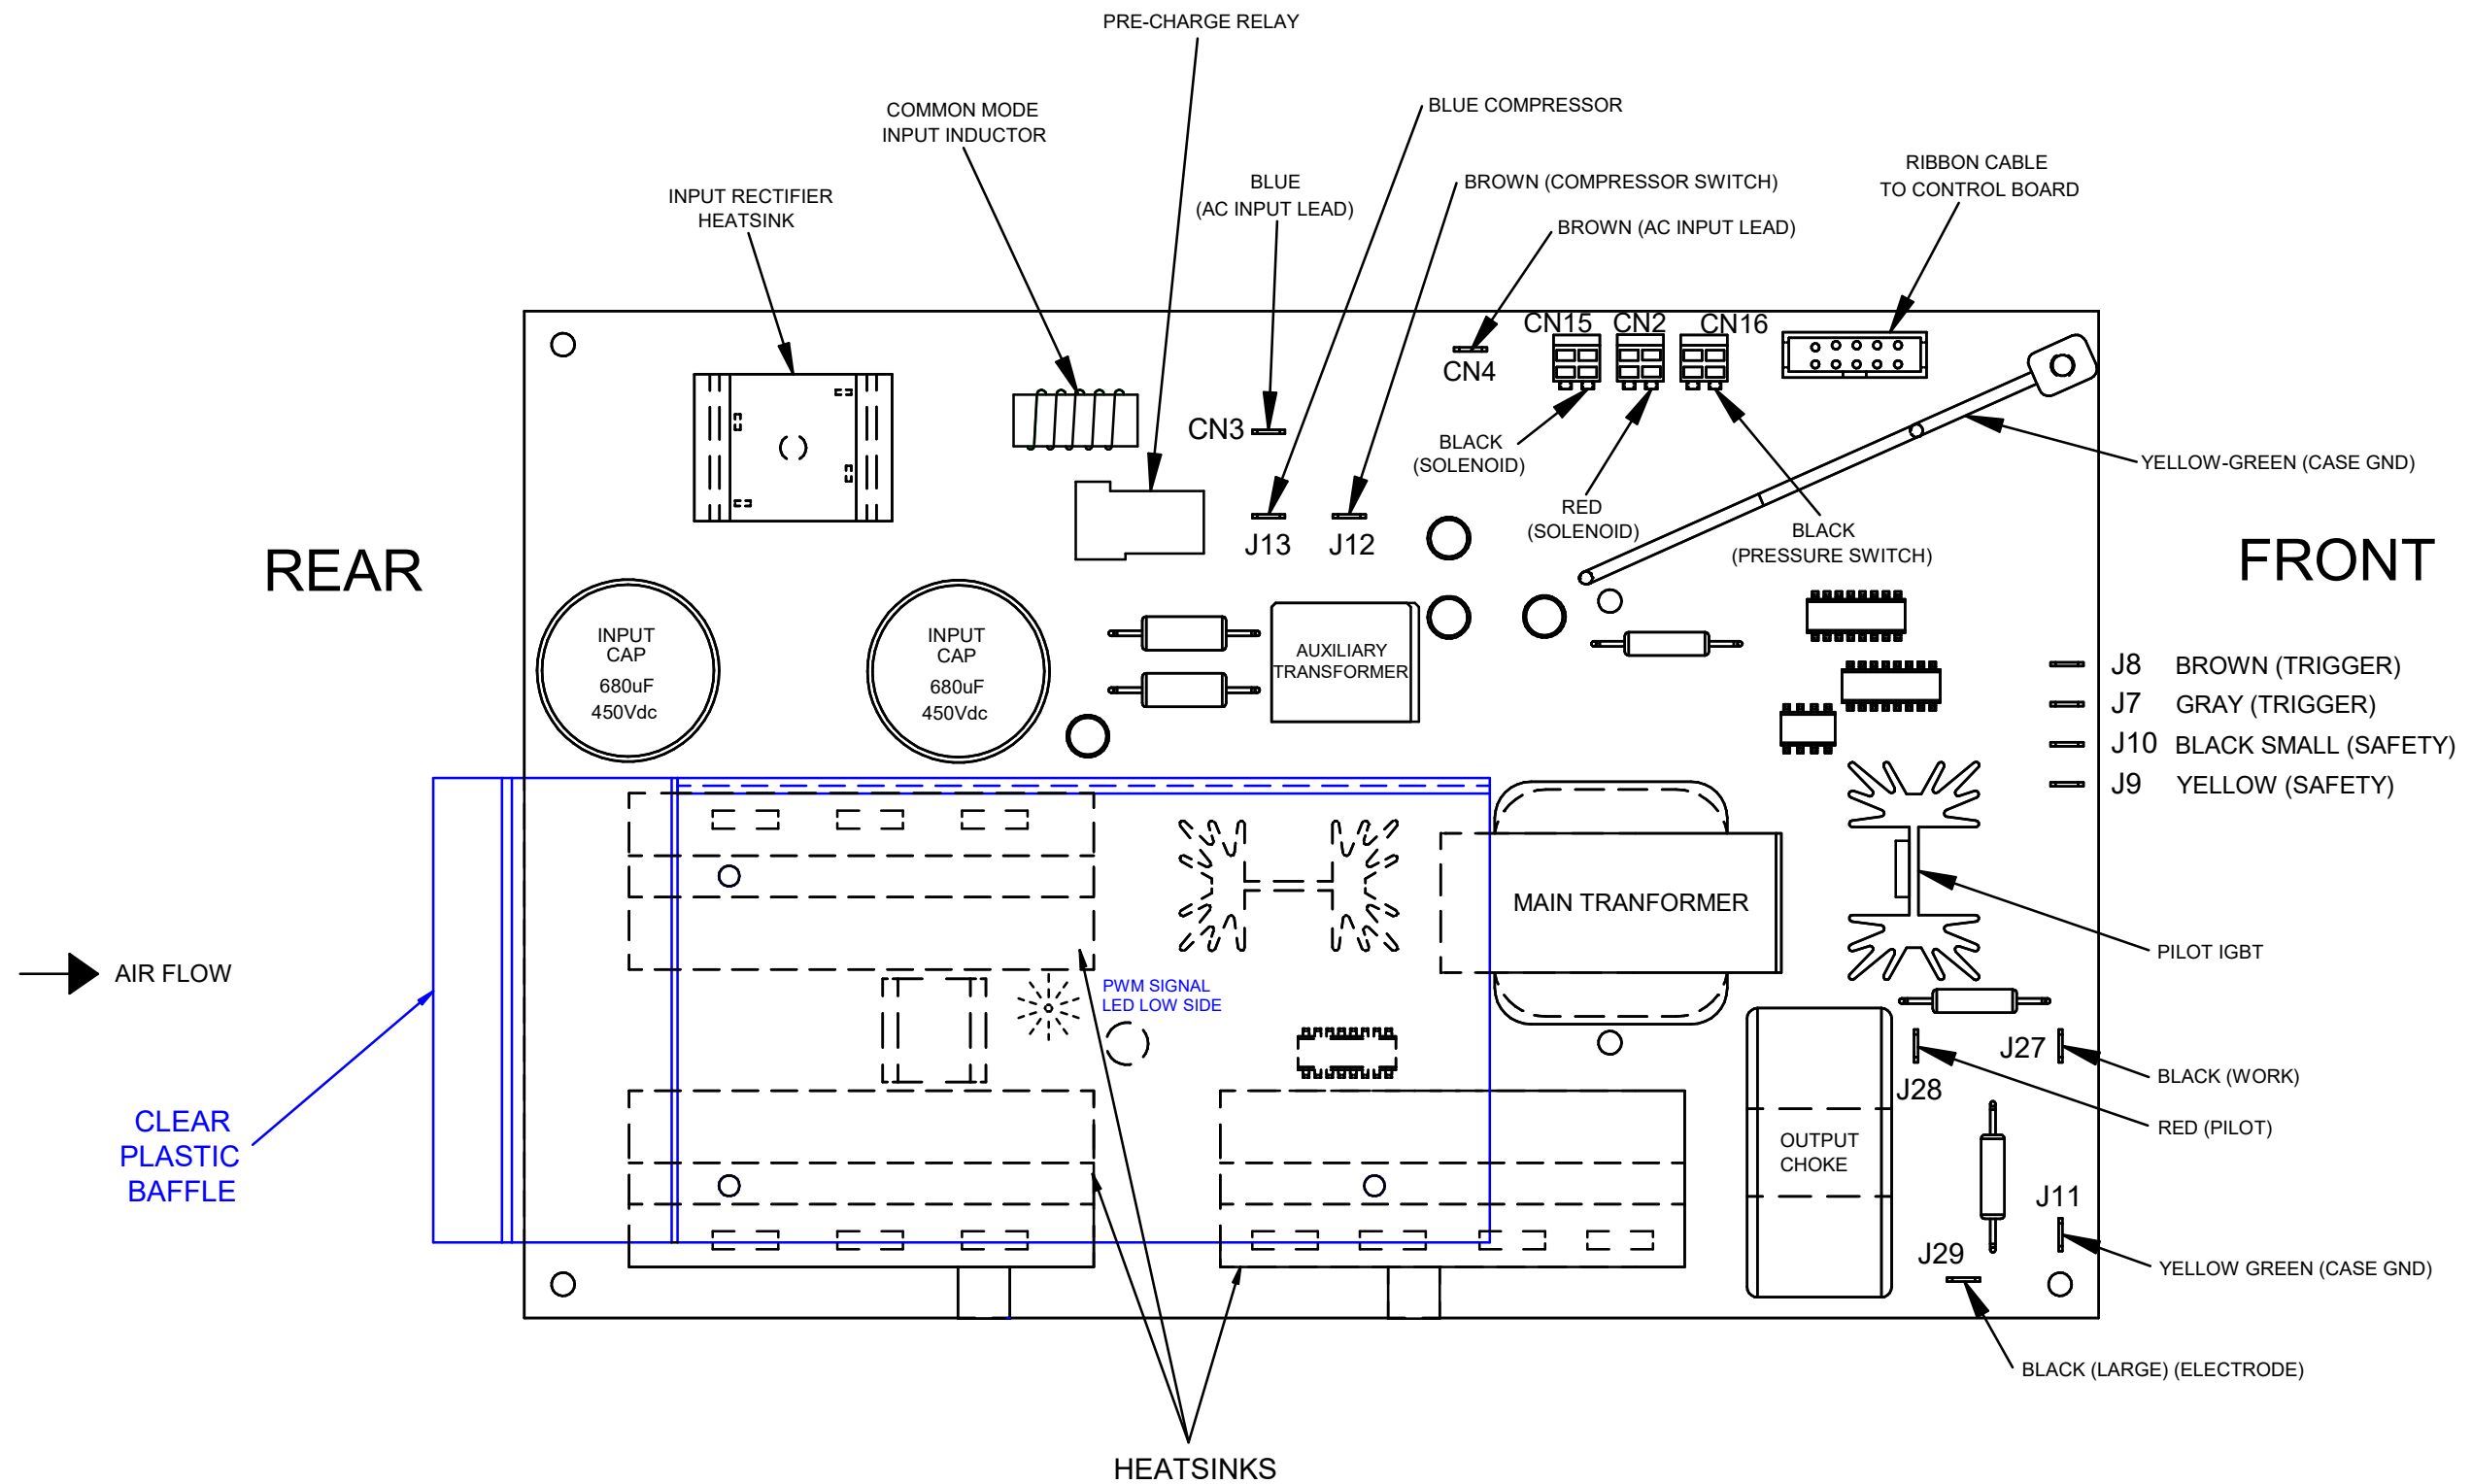 PRE-CHARGE RELAY
COMMON MODE
INPUT INDUCTOR
BLUE COMPRESSOR
INPUT RECTIFIER
HEATSINK
BLUE
(AC INPUT LEAD)
BROWN (COMPRESSOR SWITCH)
BROWN (AC INPUT LEAD)
RIBBON CABLE
TO CONTROL BOARD
CN15
CN2
CN16
CN4
CN3
BLACK
(SOLENOID)
RED
(SOLENOID)
BLACK
(PRESSURE SWITCH)
YELLOW-GREEN (CASE GND)
J13
J12
REAR
FRONT
INPUT
CAP
680uF
450Vdc
INPUT
CAP
680uF
450Vdc
AUXILIARY
TRANSFORMER
J8 BROWN (TRIGGER)
J7 GRAY (TRIGGER)
J10 BLACK SMALL (SAFETY)
J9 YELLOW (SAFETY)
MAIN TRANFORMER
PILOT IGBT
AIR FLOW
PWM SIGNAL
LED LOW SIDE
J27
J28
BLACK (WORK)
RED (PILOT)
CLEAR
PLASTIC
BAFFLE
OUTPUT
CHOKE
J11
J29
YELLOW GREEN (CASE GND)
BLACK (LARGE) (ELECTRODE)
HEATSINKS